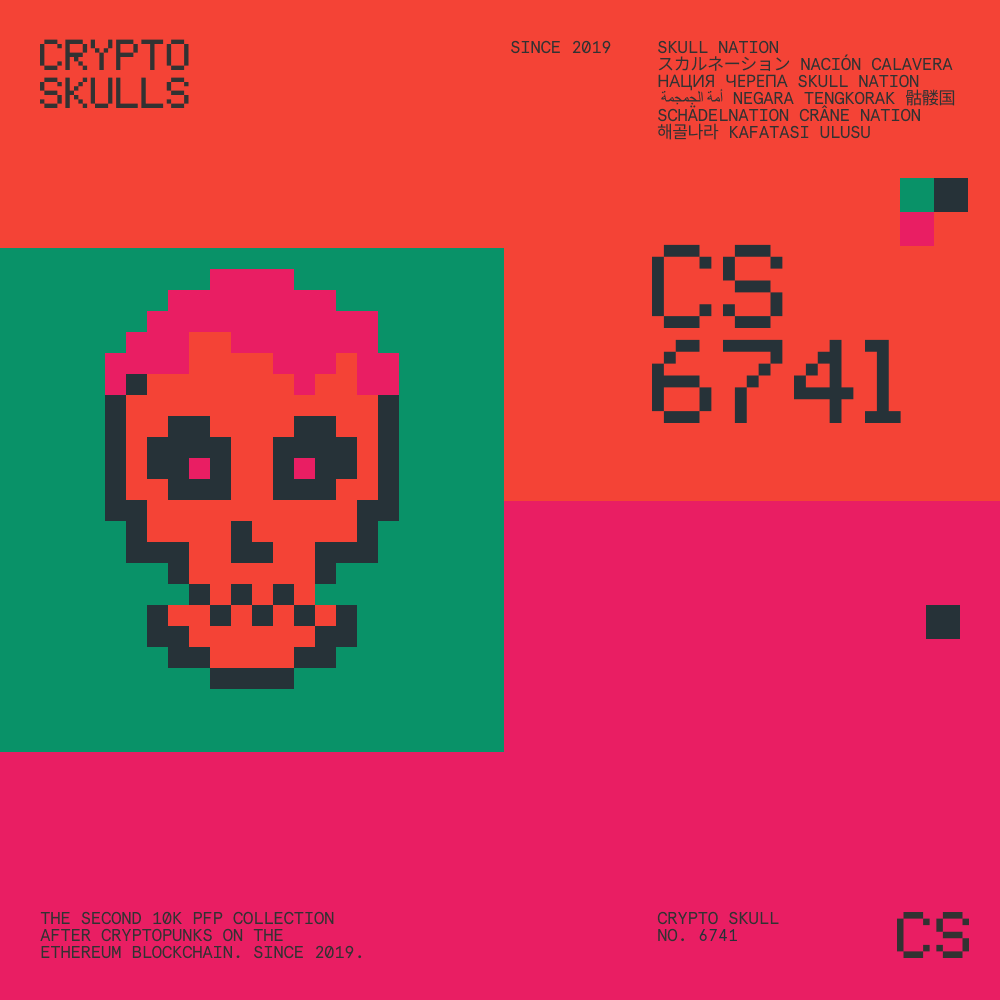 CRYPTO
SKULLS
SINCE 2019
SKULL NATION
スカルネーション NACIÓN CALAVERA
НАЦИЯ ЧЕРЕПА SKULL NATION
أمة الجمجمة NEGARA TENGKORAK 骷髅国
SCHÄDELNATION CRÂNE NATION
해골나라 KAFATASI ULUSU
CS
6741
THE SECOND 10K PFP COLLECTION
AFTER CRYPTOPUNKS ON THE
ETHEREUM BLOCKCHAIN. SINCE 2019.
CRYPTO SKULL
NO. 6741
CS